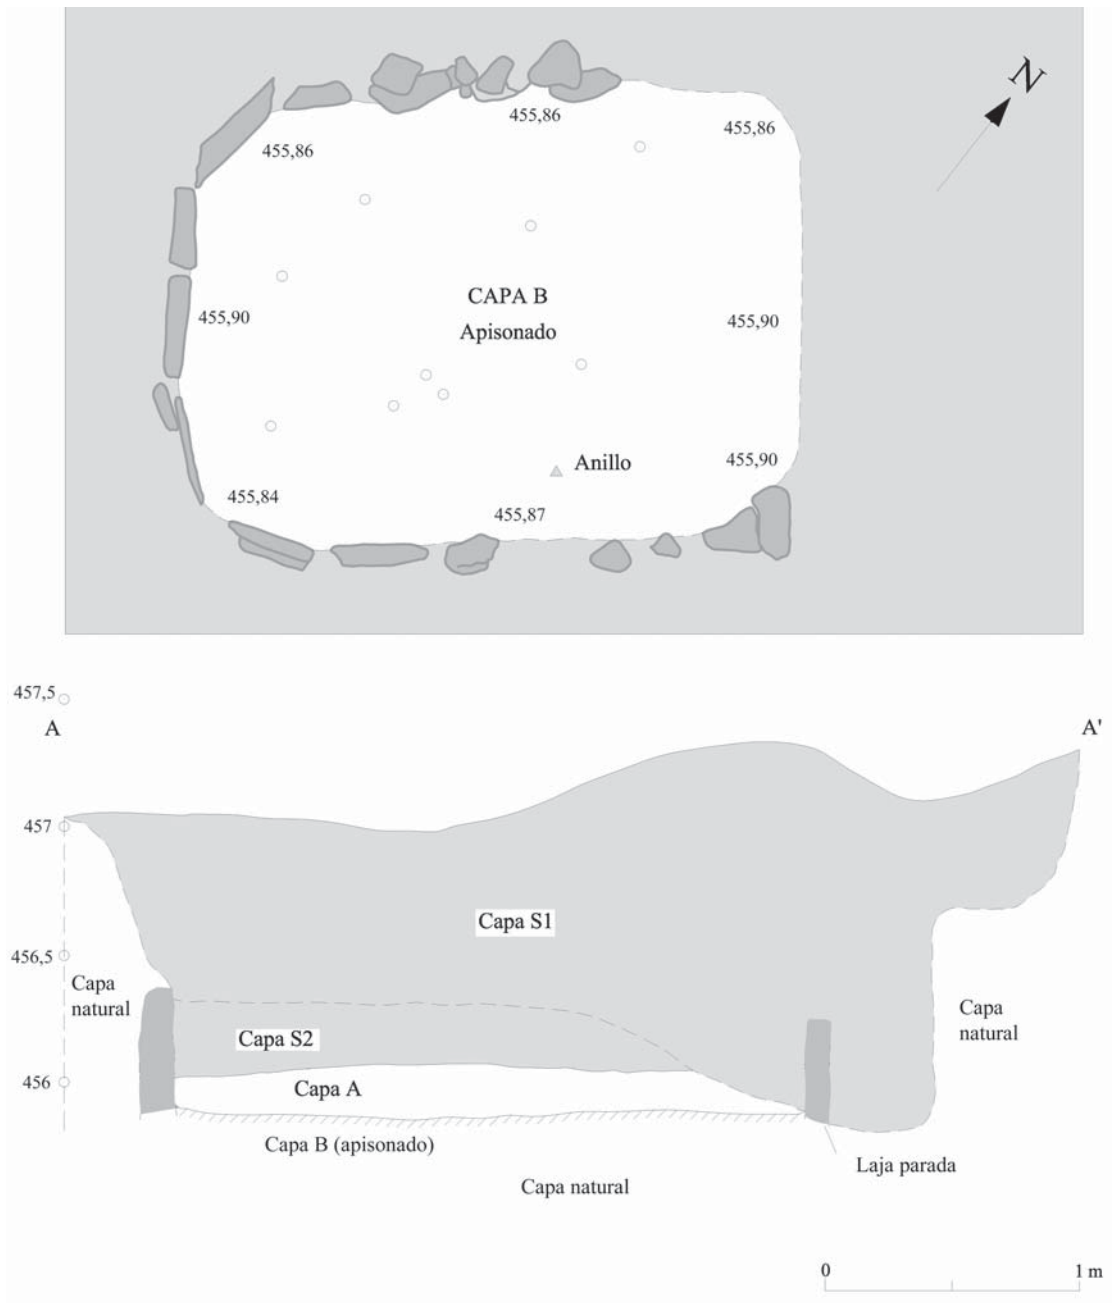 N
455,86
455,86
455,86
CAPA B
Apisonado
455,90
455,90
Anillo
455,90
455,84
455,87
457,5
A
A'
457
Capa S1
456,5
Capa
natural
Capa
natural
Capa S2
456
Capa A
Capa B (apisonado)
Laja parada
Capa natural
0
1 m